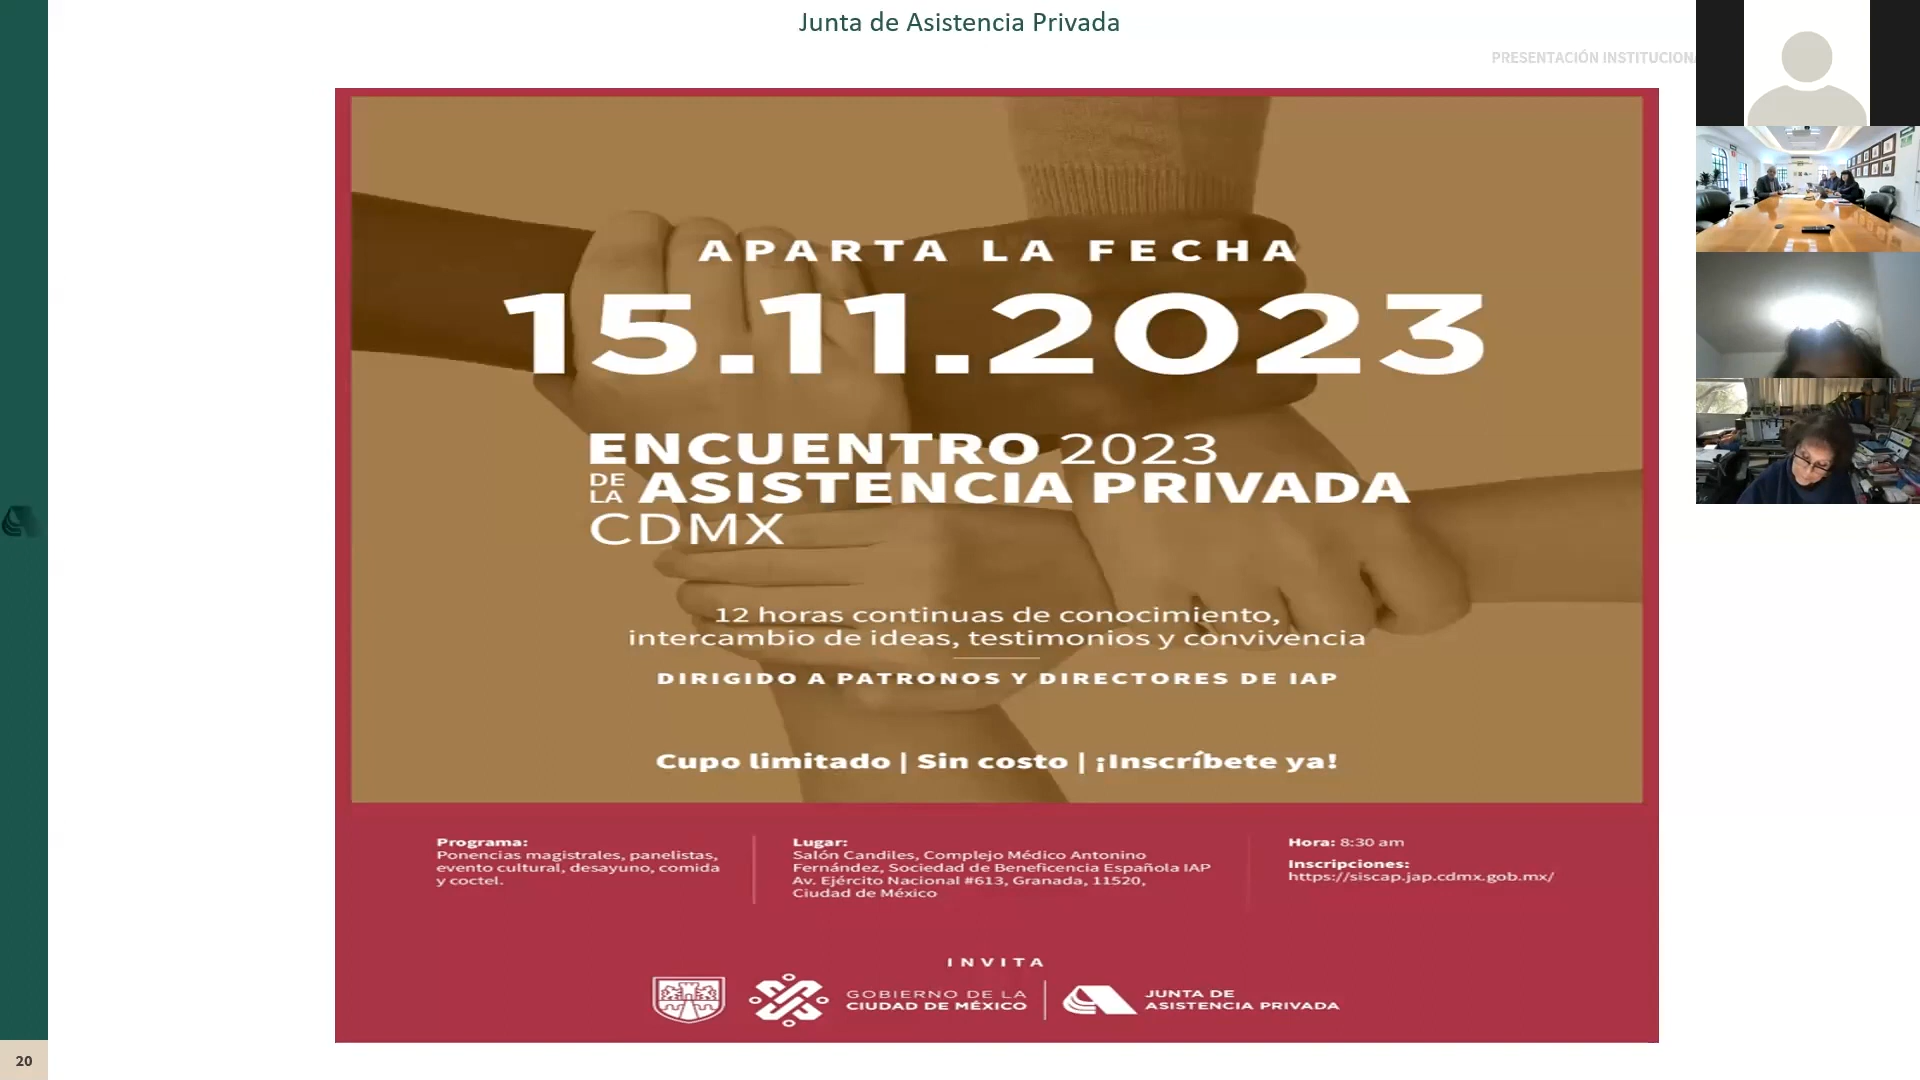 Junta de Asistencia Privada
PRESENTACIÓN
APARTA LA FECHA
15.11.2023
ENCUENTRO 2023
DE LA ASISTENCIA PRIVADA
CDMX
12 horas continuas de conocimiento,
intercambio de ideas, testimonios y convivencia
DIRIGIDO A PATRONOS Y DIRECTORES DE IAP
Cupo limitado | Sin costo | ¡Inscríbete ya!
Programa:
Ponencias magistrales, panelistas,
evento cultural, desayuno, comida
y coctel.
Lugar:
Salón Candiles, Complejo Médico Antonino
Fernández, Sociedad de Beneficencia Española IAP
Av. Ejército Nacional #613, Granada, 11520,
Ciudad de México
Hora: 8:30 am
Inscripciones:
https://siscap.jap.cdmx.gob.mx/
INVITA
GOBIERNO DE LA
CIUDAD DE MÉXICO
JUNTA DE
ASISTENCIA PRIVADA
20